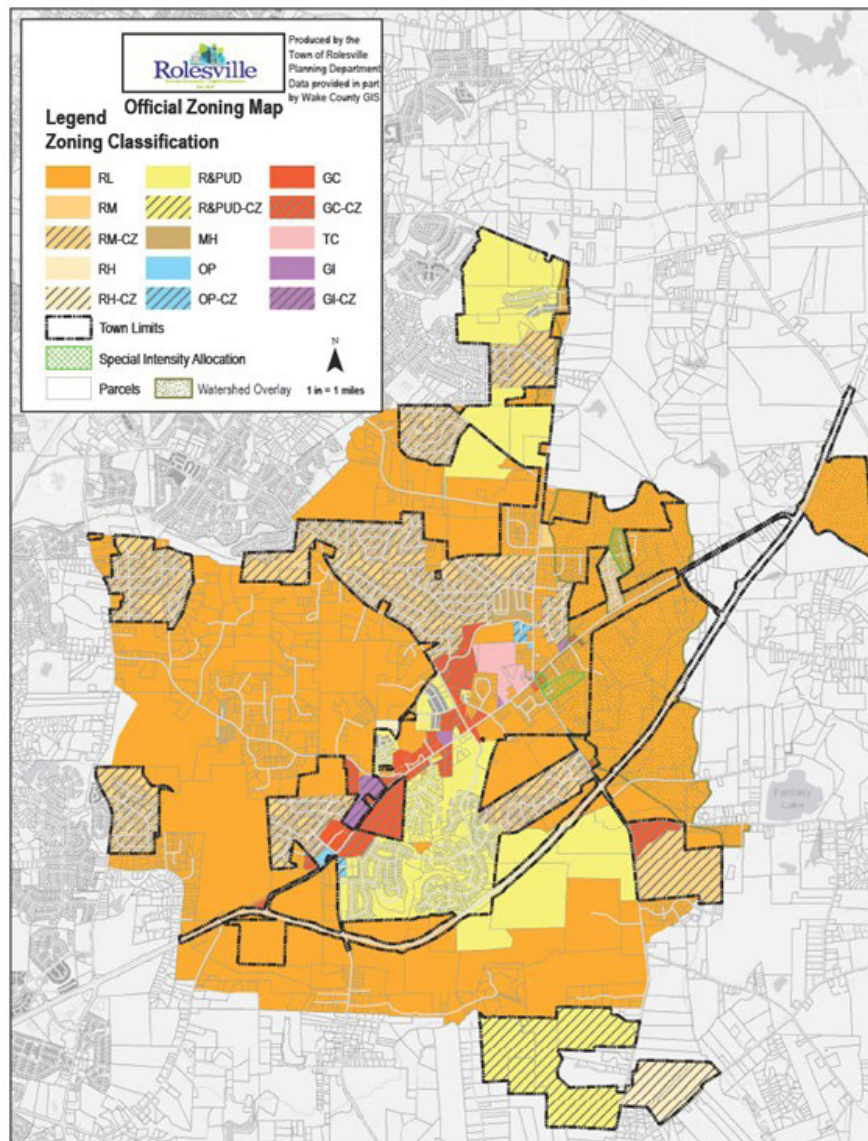 Rolesville
Produced by the
Town of Rolesville
Planning Department
Data provided in part
by Wake County GIS
Official Zoning Map
Legend
Zoning Classification
RL
R&PUD
GC
RM
R&PUD-CZ
GC-CZ
RM-CZ
MH
TC
RH
OP
GI
RH-CZ
OP-CZ
GI-CZ
Town Limits
Special Intensity Allocation
N
Parcels
Watershed Overlay
1 in = 1 miles
Fantasy
Lake